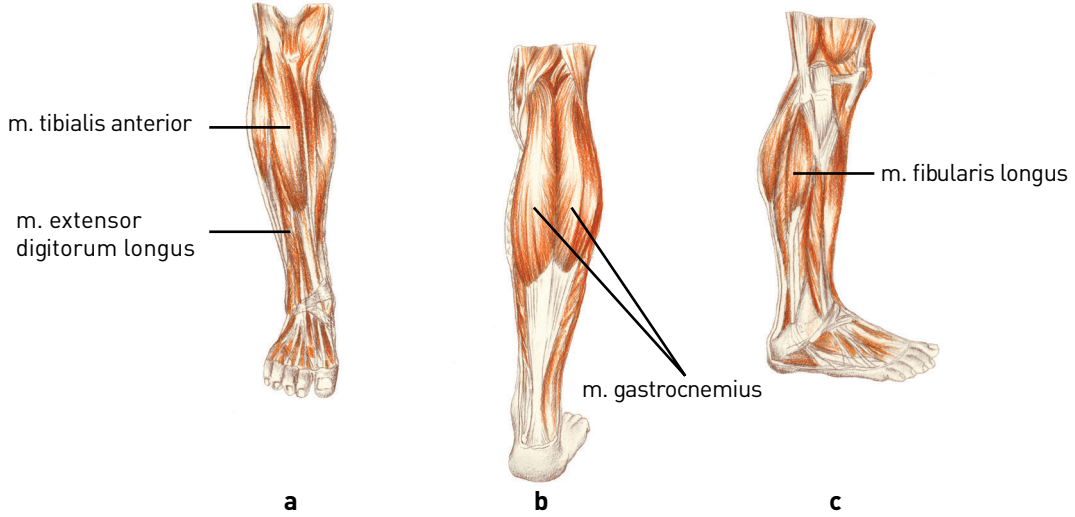 m. tibialis anterior
m. extensor
digitorum longus
m. gastrocnemius
m. fibularis longus
a
b
c